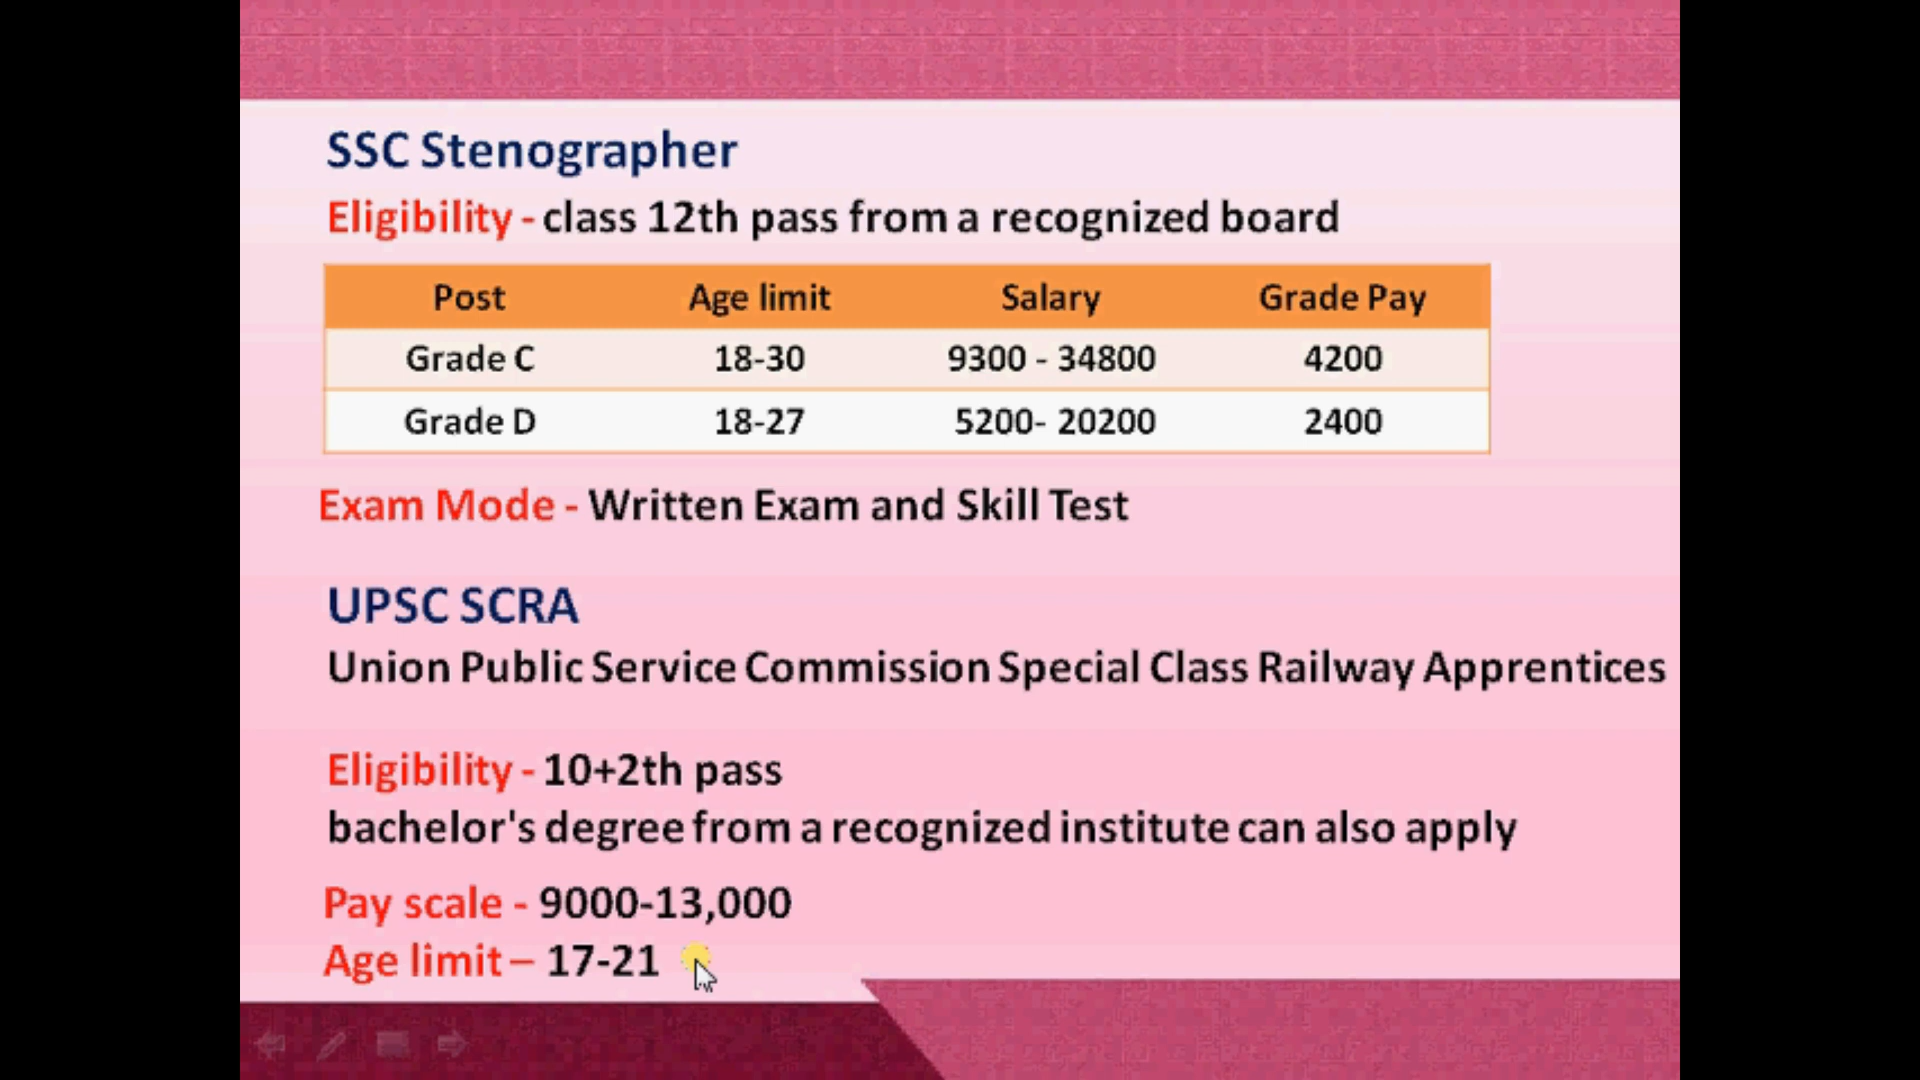 SSC Stenographer
Eligibility - class 12th pass from a recognized board
Post Age limit Salary Grade Pay
Grade C 18-30 9300 - 34800 4200
Grade D 18-27 5200- 20200 2400
Exam Mode - Written Exam and Skill Test
UPSC SCRA
Union Public Service Commission Special Class Railway Apprentices
Eligibility - 10+2th pass
bachelor's degree from a recognized institute can also apply
Pay scale - 9000-13,000
Age limit – 17-21